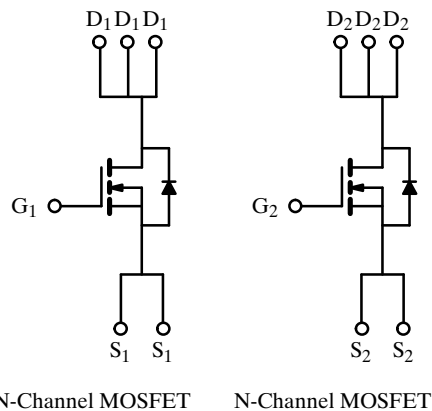 D1 D1 D1
D2 D2 D2
G1
G2
S1 S1
S2 S2
N-Channel MOSFET
N-Channel MOSFET